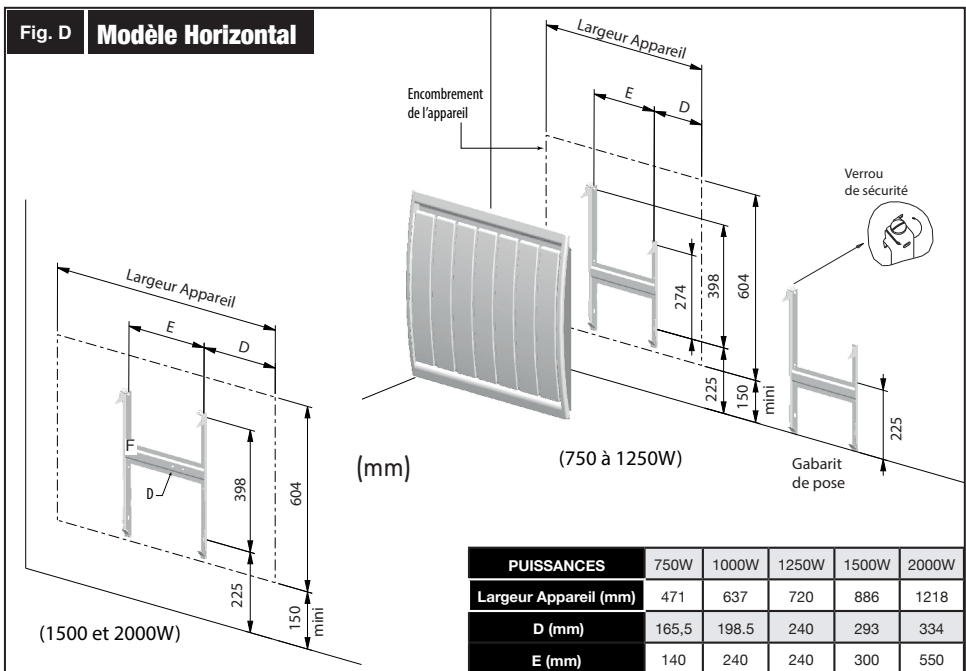 Fig. D Modèle Horizontal
Largeur Appareil
E
D
Encombrement
de l'appareil
Verrou
de sécurité
274
398
604
225
150
mini
225
(750 à 1250W)
Gabarit
de pose
Largeur Appareil
E
D
F
D
398
604
225
150
mini
(mm)
(1500 et 2000W)
PUISSANCES 750W 1000W 1250W 1500W 2000W
Largeur Appareil (mm) 471 637 720 886 1218
D (mm) 165,5 198.5 240 293 334
E (mm) 140 240 240 300 550